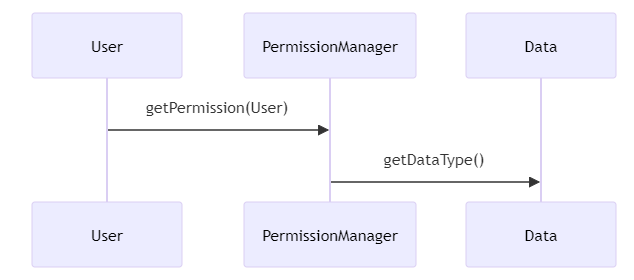 User
PermissionManager
Data
getPermission(User)
getDataType()
User
PermissionManager
Data